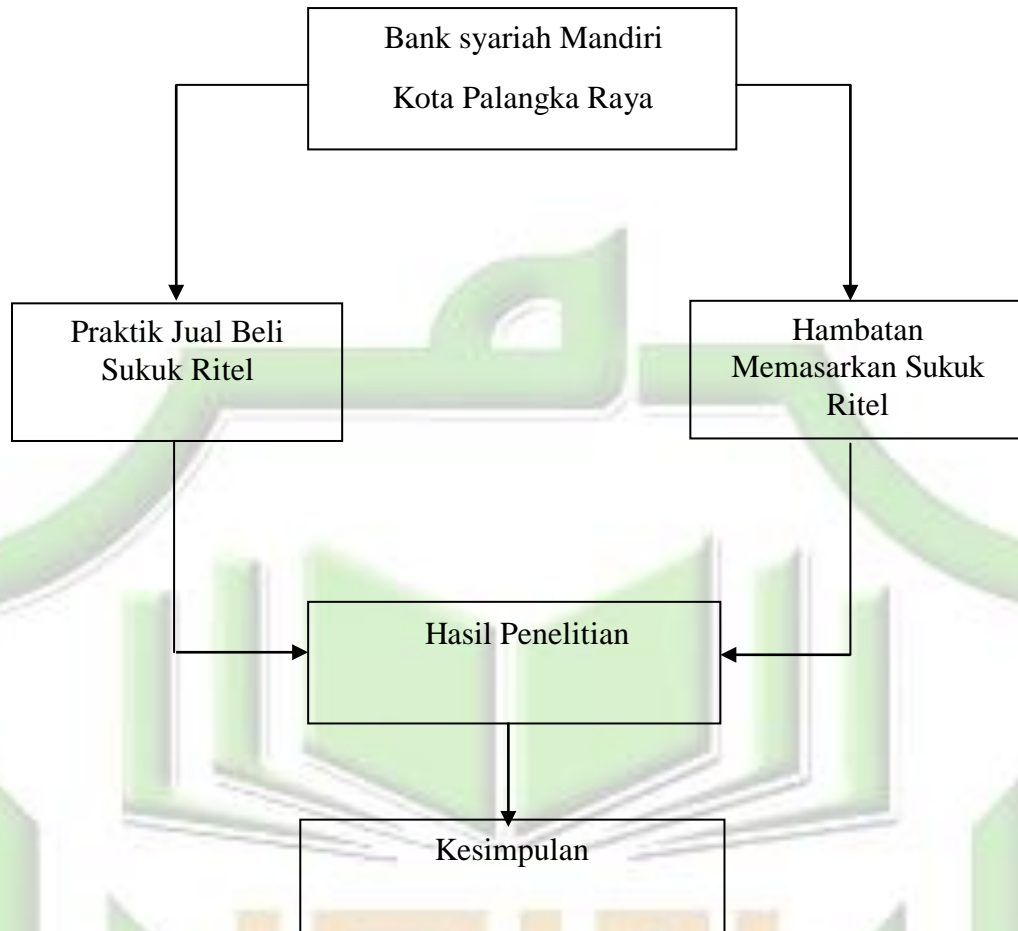 Bank syariah Mandiri
Kota Palangka Raya
Praktik Jual Beli
Sukuk Ritel
Hambatan
Memasarkan Sukuk
Ritel
Hasil Penelitian
Kesimpulan